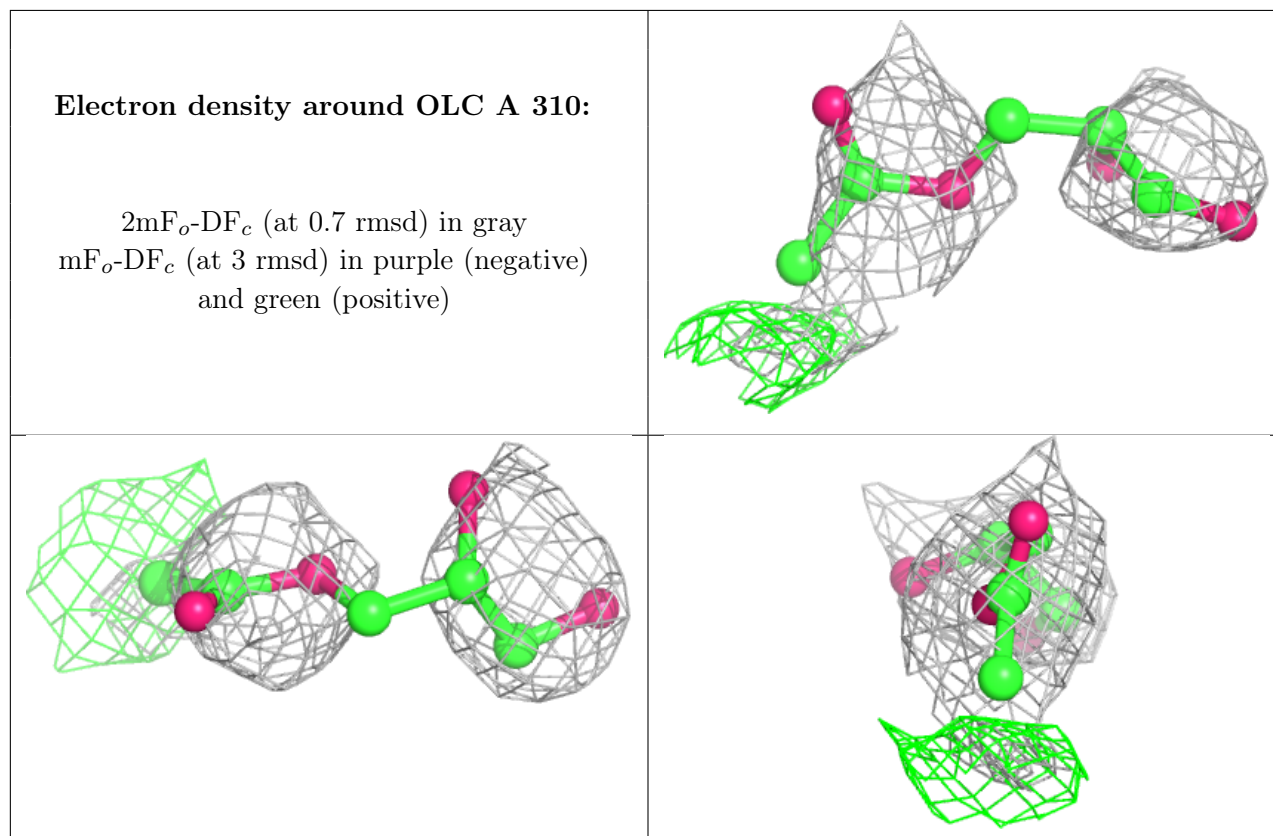 Electron density around OLC A 310:
2mFo-DFc (at 0.7 rmsd) in gray
mFo-DFc (at 3 rmsd) in purple (negative)
and green (positive)